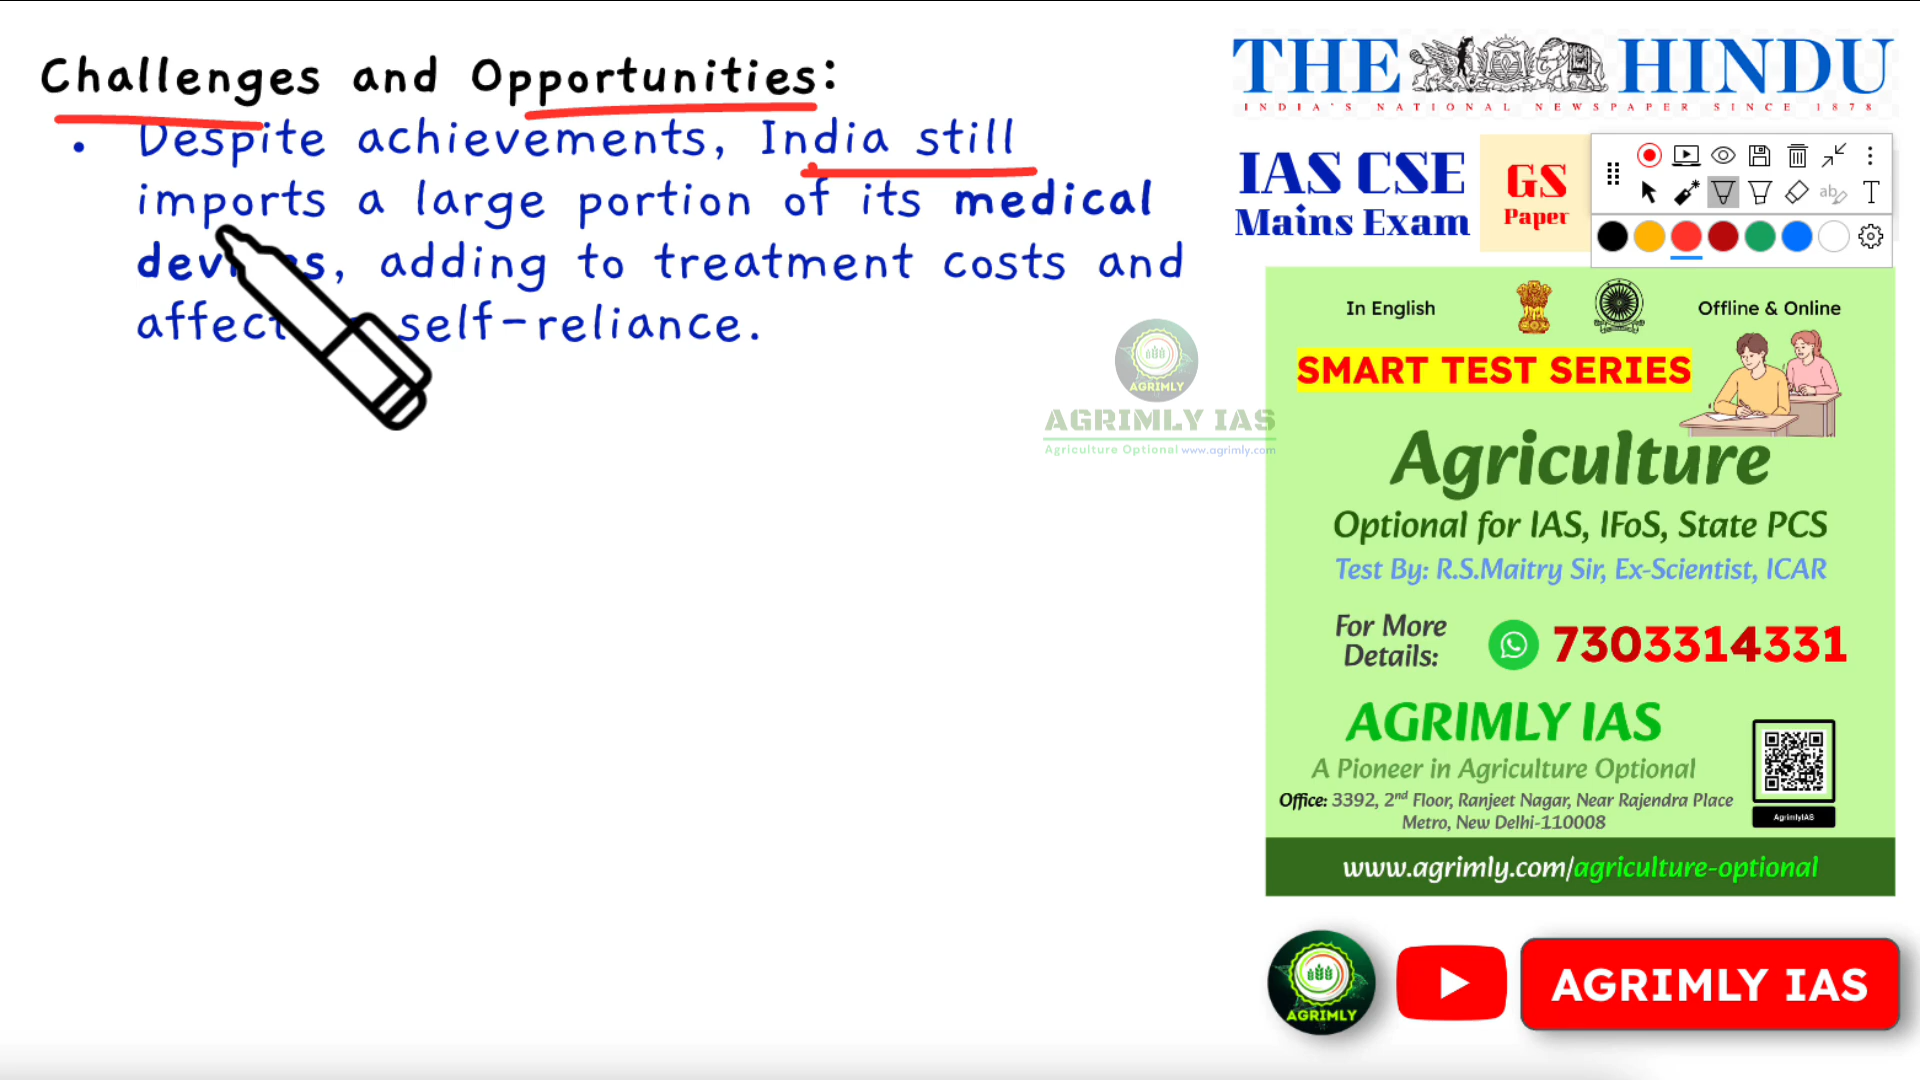 Challenges and Opportunities:
• Despite achievements, India still
imports a large portion of its medical
, adding to treatment costs and
self-reliance.
AGRIMLY
AGRIMLY IAS
Agriculture Optional www.agrimly.com
THE HINDU
INDIA'S NATIONAL NEWSPAPER SINCE 1878
IAS CSE
Mains Exam
GS
Paper
ab
T
In English
Offline & Online
SMART TEST SERIES
Agriculture
Optional for IAS, IFoS, State PCS
Test By: R.S.Maitry Sir, Ex-Scientist, ICAR
For More
Details:
7303314331
AGRIMLY IAS
A Pioneer in Agriculture Optional
Office: 3392, 2nd Floor, Ranjeet Nagar, Near Rajendra Place
Metro, New Delhi-110008
AgrimlyIAS
www.agrimly.com/agriculture-optional
AGRIMLY
AGRIMLY IAS